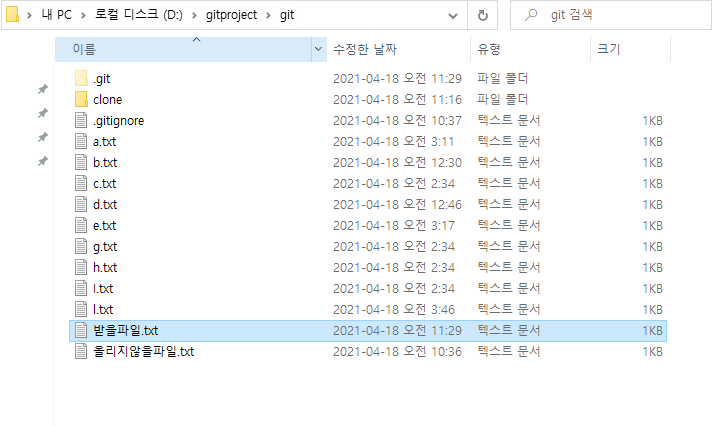 내 PC > 로컬 디스크 (D:) > gitproject > git git 검색
이름 수정한 날짜 유형 크기
.git 2021-04-18 오전 11:29 파일 폴더
clone 2021-04-18 오전 11:16 파일 폴더
.gitignore 2021-04-18 오전 10:37 텍스트 문서 1KB
a.txt 2021-04-18 오전 3:11 텍스트 문서 1KB
b.txt 2021-04-18 오전 12:30 텍스트 문서 1KB
c.txt 2021-04-18 오전 2:34 텍스트 문서 1KB
d.txt 2021-04-18 오전 12:46 텍스트 문서 1KB
e.txt 2021-04-18 오전 3:17 텍스트 문서 1KB
g.txt 2021-04-18 오전 2:34 텍스트 문서 1KB
h.txt 2021-04-18 오전 2:34 텍스트 문서 1KB
I.txt 2021-04-18 오전 2:34 텍스트 문서 1KB
l.txt 2021-04-18 오전 3:46 텍스트 문서 1KB
받을파일.txt 2021-04-18 오전 11:29 텍스트 문서 1KB
올리지않을파일.txt 2021-04-18 오전 10:36 텍스트 문서 1KB